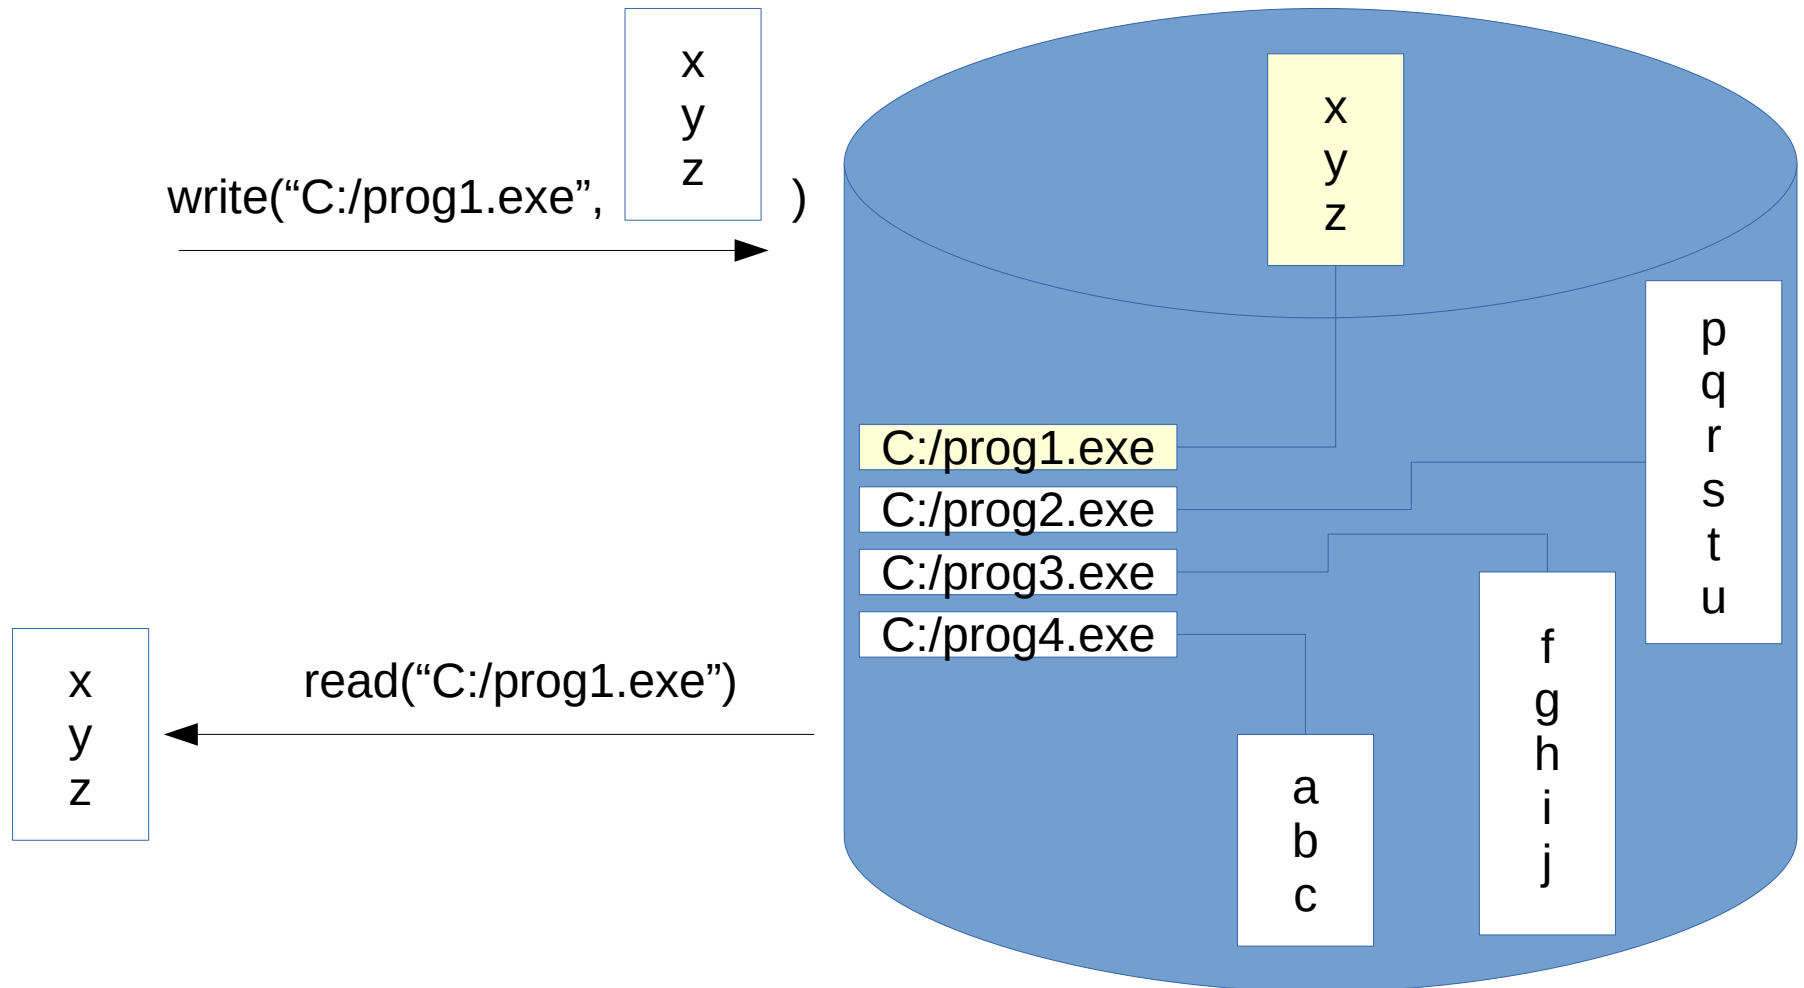 x
y
z
write(“C:/prog1.exe”, )
x
y
z
p
q
r
s
t
u
C:/prog1.exe
C:/prog2.exe
C:/prog3.exe
C:/prog4.exe
x
y
z
read(“C:/prog1.exe”)
f
g
h
i
j
a
b
c